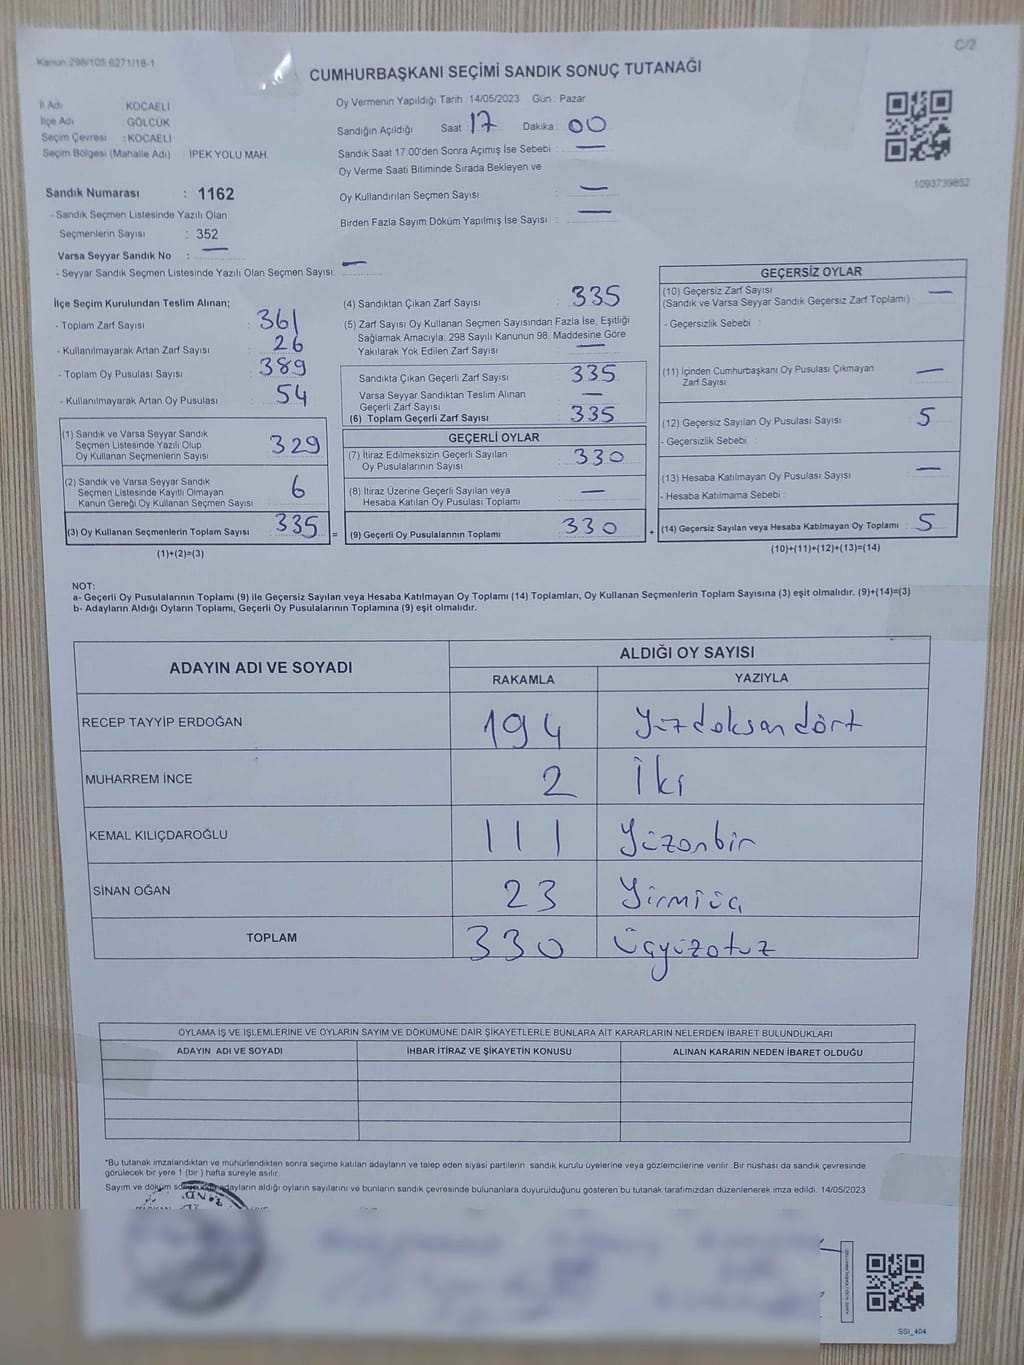 Kanun 298/105 6271/18-1
C/2
CUMHURBAŞKANI SEÇİMİ SANDIK SONUÇ TUTANAĞI
İl Adı KOCAELİ
İlçe Adı GÖLCÜK
Seçim Çevresi : KOCAELİ
Seçim Bölgesi (Mahalle Adı) İPEK YOLU MAH.
Oy Vermenin Yapıldığı Tarih 14/05/2023 Gün : Pazar
Sandığın Açıldığı Saat 17 Dakika : 00
Sandık Saat 17.00'den Sonra Açımış İse Sebebi : —
Oy Verme Saati Bitiminde Sırada Bekleyen ve
Oy Kullandırılan Seçmen Sayısı : —
Birden Fazla Sayım Döküm Yapılmış İse Sayısı : —
1093739852
Sandık Numarası : 1162
- Sandık Seçmen Listesinde Yazılı Olan
Seçmenlerin Sayısı : 352
Varsa Seyyar Sandık No : —
- Seyyar Sandık Seçmen Listesinde Yazılı Olan Seçmen Sayısı: —
İlçe Seçim Kurulundan Teslim Alınan;
- Toplam Zarf Sayısı : 361
- Kullanılmayarak Artan Zarf Sayısı : 26
- Toplam Oy Pusulası Sayısı : 389
- Kullanılmayarak Artan Oy Pusulası : 54
(1) Sandık ve Varsa Seyyar Sandık
Seçmen Listesinde Yazılı Olup
Oy Kullanan Seçmenlerin Sayısı 329
(2) Sandık ve Varsa Seyyar Sandık
Seçmen Listesinde Kayıtlı Olmayan
Kanun Gereği Oy Kullanan Seçmen Sayısı 6
(3) Oy Kullanan Seçmenlerin Toplam Sayısı 335
(1)+(2)=(3)
(4) Sandıktan Çıkan Zarf Sayısı : 335
(5) Zarf Sayısı Oy Kullanan Seçmen Sayısından Fazla İse, Eşitliği
Sağlamak Amacıyla; 298 Sayılı Kanunun 98. Maddesine Göre
Yakılarak Yok Edilen Zarf Sayısı —
Sandıkta Çıkan Geçerli Zarf Sayısı 335
Varsa Seyyar Sandıktan Teslim Alınan
Geçerli Zarf Sayısı —
(6) Toplam Geçerli Zarf Sayısı 335
GEÇERLİ OYLAR
(7) İtiraz Edilmeksizin Geçerli Sayılan
Oy Pusulalarının Sayısı 330
(8) İtiraz Üzerine Geçerli Sayılan veya
Hesaba Katılan Oy Pusulası Toplamı —
= (9) Geçerli Oy Pusulalarının Toplamı 330
GEÇERSİZ OYLAR
(10) Geçersiz Zarf Sayısı —
(Sandık ve Varsa Seyyar Sandık Geçersiz Zarf Toplamı)
- Geçersizlik Sebebi :
(11) İçinden Cumhurbaşkanı Oy Pusulası Çıkmayan
Zarf Sayısı —
(12) Geçersiz Sayılan Oy Pusulası Sayısı 5
- Geçersizlik Sebebi
(13) Hesaba Katılmayan Oy Pusulası Sayısı —
- Hesaba Katılmama Sebebi :
+ (14) Geçersiz Sayılan veya Hesaba Katılmayan Oy Toplamı 5
(10)+(11)+(12)+(13)=(14)
NOT:
a- Geçerli Oy Pusulalarının Toplamı (9) ile Geçersiz Sayılan veya Hesaba Katılmayan Oy Toplamı (14) Toplamları, Oy Kullanan Seçmenlerin Toplam Sayısına (3) eşit olmalıdır. (9)+(14)=(3)
b- Adayların Aldığı Oyların Toplamı, Geçerli Oy Pusulalarının Toplamına (9) eşit olmalıdır.
ADAYIN ADI VE SOYADI
ALDIĞI OY SAYISI
RAKAMLA YAZIYLA
RECEP TAYYİP ERDOĞAN 194 Yüzdoksandört
MUHARREM İNCE 2 İki
KEMAL KILIÇDAROĞLU 111 Yüzonbir
SİNAN OĞAN 23 Yirmiüç
TOPLAM 330 Üçyüzotuz
OYLAMA İŞ VE İŞLEMLERİNE VE OYLARIN SAYIM VE DÖKÜMÜNE DAİR ŞİKAYETLERLE BUNLARA AİT KARARLARIN NELERDEN İBARET BULUNDUKLARI
ADAYIN ADI VE SOYADI İHBAR İTİRAZ VE ŞİKAYETİN KONUSU ALINAN KARARIN NEDEN İBARET OLDUĞU
*Bu tutanak imzalandıktan ve mühürlendikten sonra seçime katılan adayların ve talep eden siyasi partilerin sandık kurulu üyelerine veya gözlemcilerine verilir. Bir nüshası da sandık çevresinde
görülecek bir yere 1 (bir ) hafta süreyle asılır.
Sayım ve döküm adayların aldığı oyların sayılarını ve bunların sandık çevresinde bulunanlara duyurulduğunu gösteren bu tutanak tarafımızdan düzenlenerek imza edildi. 14/05/2023
SSI_404